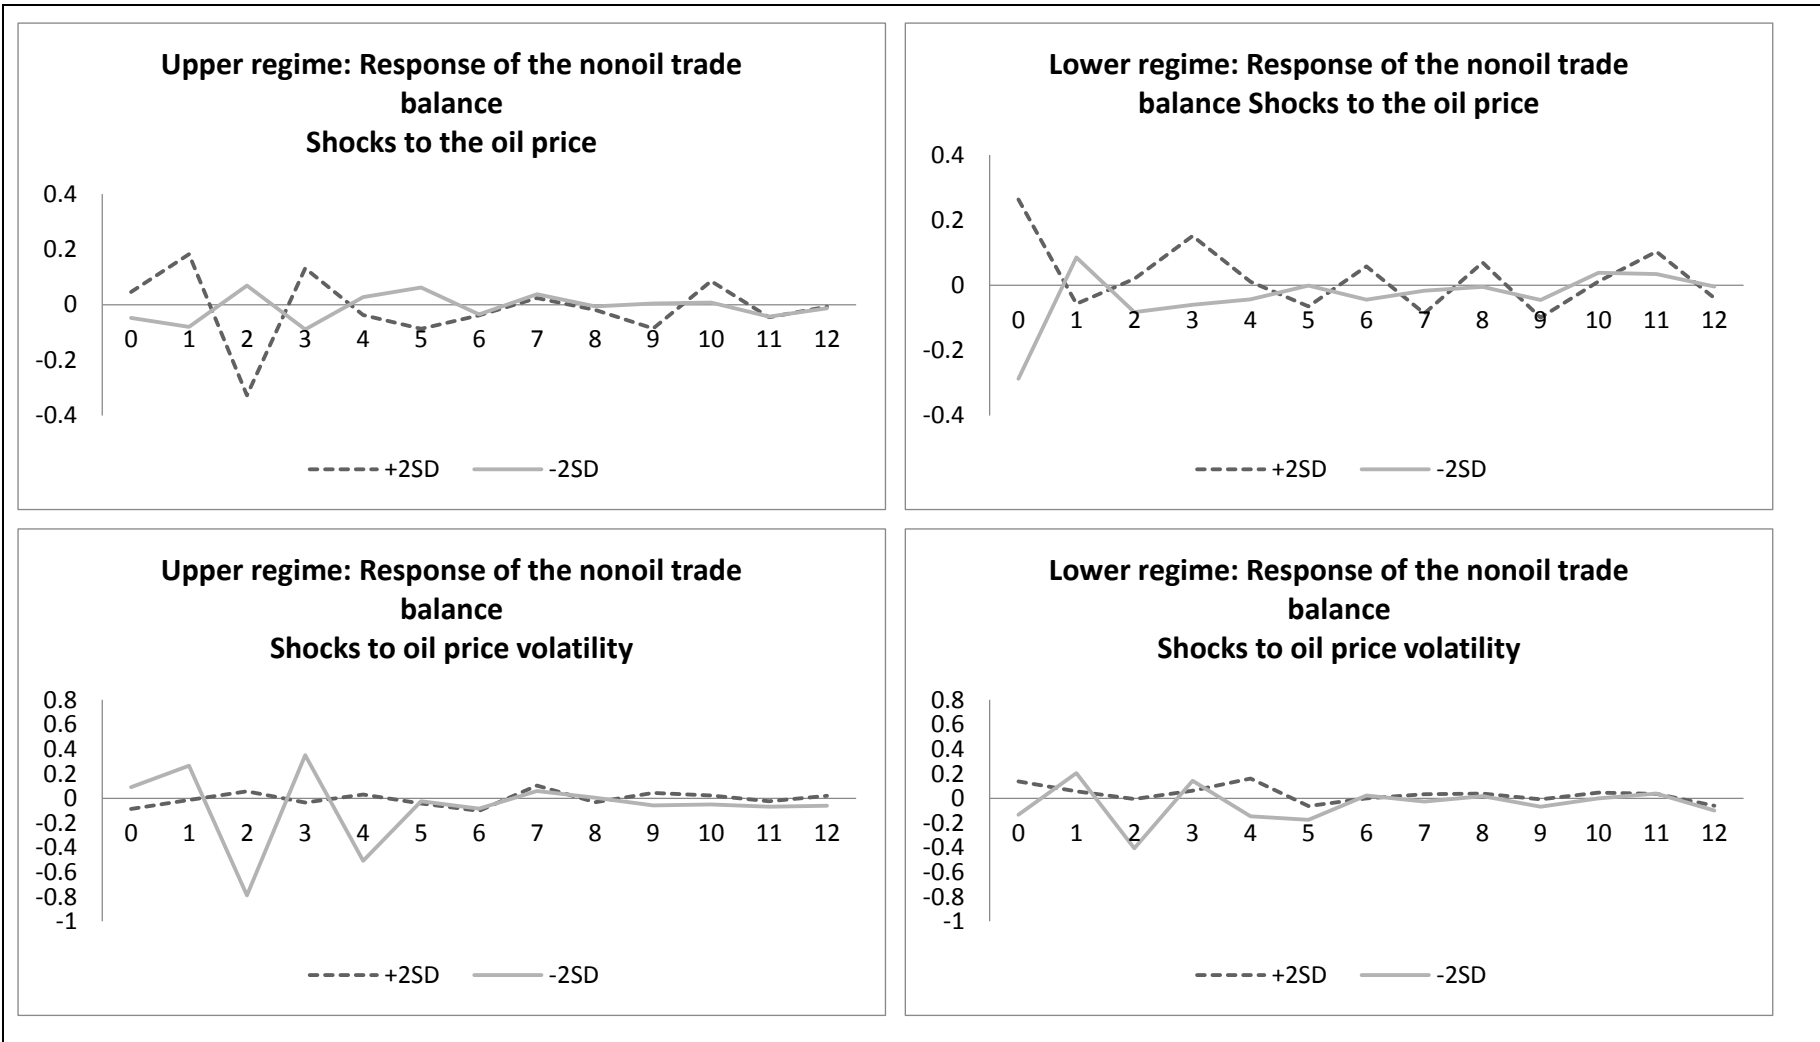 Upper regime: Response of the nonoil trade
balance
Shocks to the oil price
0.4
0.2
0
-0.2
-0.4
0 1 2 3 4 5 6 7 8 9 10 11 12
+2SD -2SD
Lower regime: Response of the nonoil trade
balance Shocks to the oil price
0.4
0.2
0
-0.2
-0.4
0 1 2 3 4 5 6 7 8 9 10 11 12
+2SD -2SD
Upper regime: Response of the nonoil trade
balance
Shocks to oil price volatility
0.8
0.6
0.4
0.2
0
-0.2
-0.4
-0.6
-0.8
-1
0 1 2 3 4 5 6 7 8 9 10 11 12
+2SD -2SD
Lower regime: Response of the nonoil trade
balance
Shocks to oil price volatility
0.8
0.6
0.4
0.2
0
-0.2
-0.4
-0.6
-0.8
-1
0 1 2 3 4 5 6 7 8 9 10 11 12
+2SD -2SD